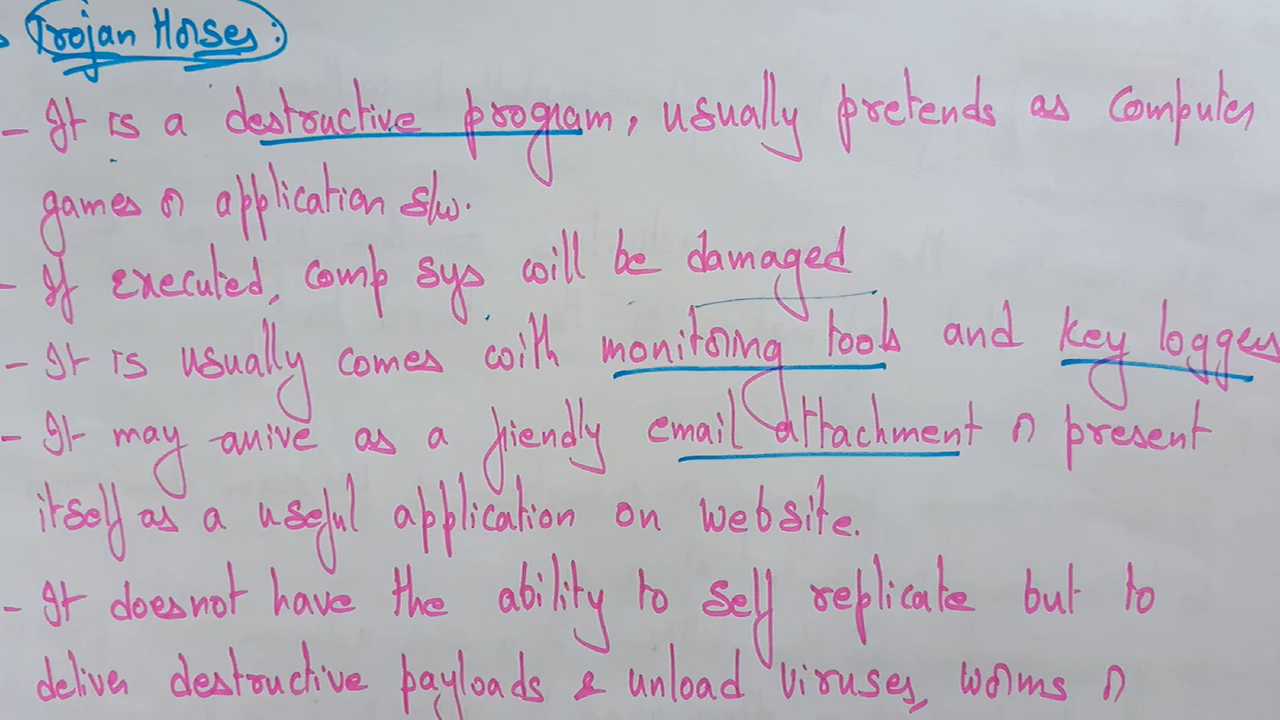 Trojan Horses:
- It is a destructive program, usually pretends as Computer
games or application s/w.
- If executed, comp sys will be damaged
- It is usually comes with monitoring tools and key logger
- It may arrive as a friendly email attachment or present
itself as a useful application on website.
- It doesnot have the ability to self replicate but to
deliver destructive payloads & unload viruses, worms or